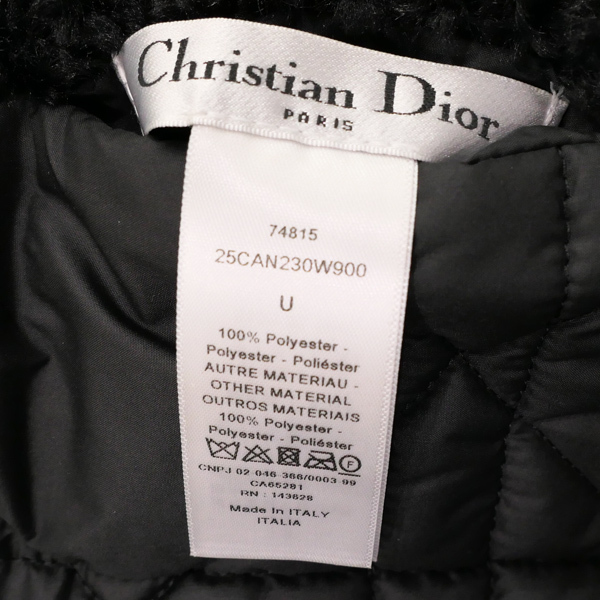 Christian Dior
PARIS
74815
25CAN230W900
U
100% Polyester -
Polyester - Poliéster
AUTRE MATERIAU -
OTHER MATERIAL
OUTROS MATERIAIS
100% Polyester -
Polyester - Poliéster
F
CNPJ 02 046 366/0003-99
CA65281
RN : 143628
Made In ITALY
ITALIA